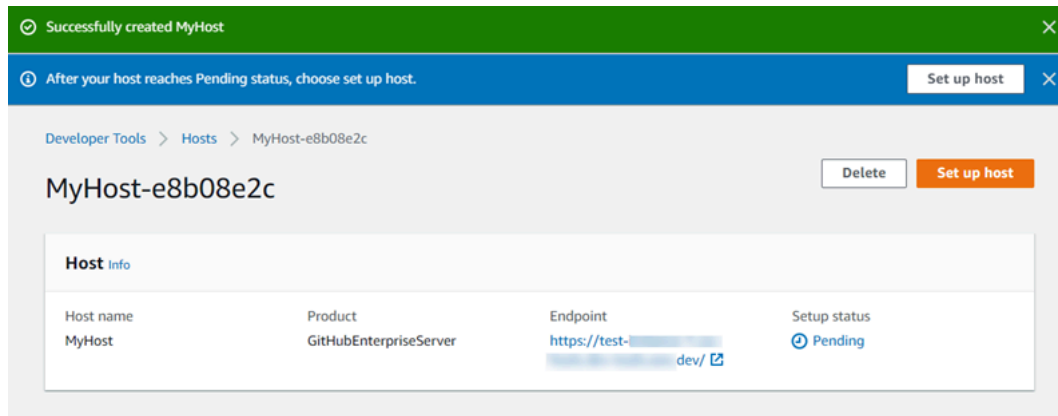 Successfully created MyHost
After your host reaches Pending status, choose set up host.
Set up host
Developer Tools > Hosts > MyHost-e8b08e2c
MyHost-e8b08e2c
Delete
Set up host
Host Info
Host name Product Endpoint Setup status
MyHost GitHubEnterpriseServer https://test- Pending
dev/